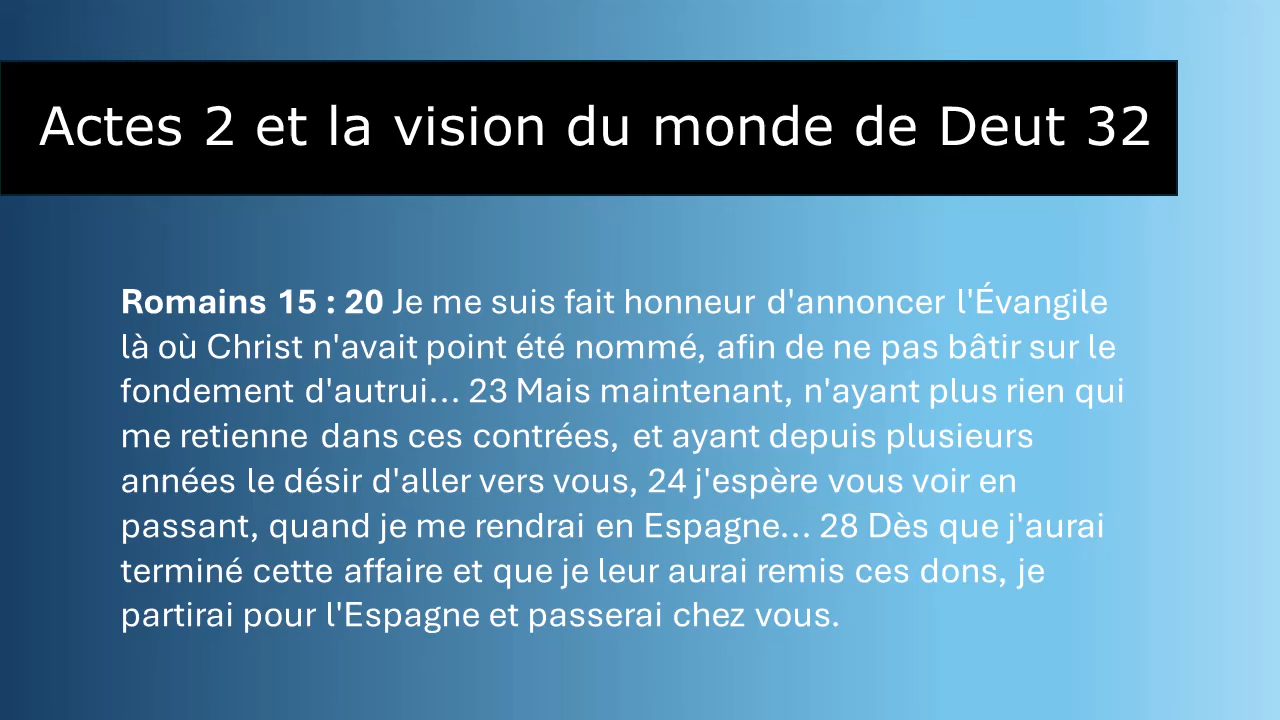 Actes 2 et la vision du monde de Deut 32
Romains 15 : 20 Je me suis fait honneur d'annoncer l'Évangile
là où Christ n'avait point été nommé, afin de ne pas bâtir sur le
fondement d'autrui... 23 Mais maintenant, n'ayant plus rien qui
me retienne dans ces contrées, et ayant depuis plusieurs
années le désir d'aller vers vous, 24 j'espère vous voir en
passant, quand je me rendrai en Espagne... 28 Dès que j'aurai
terminé cette affaire et que je leur aurai remis ces dons, je
partirai pour l'Espagne et passerai chez vous.